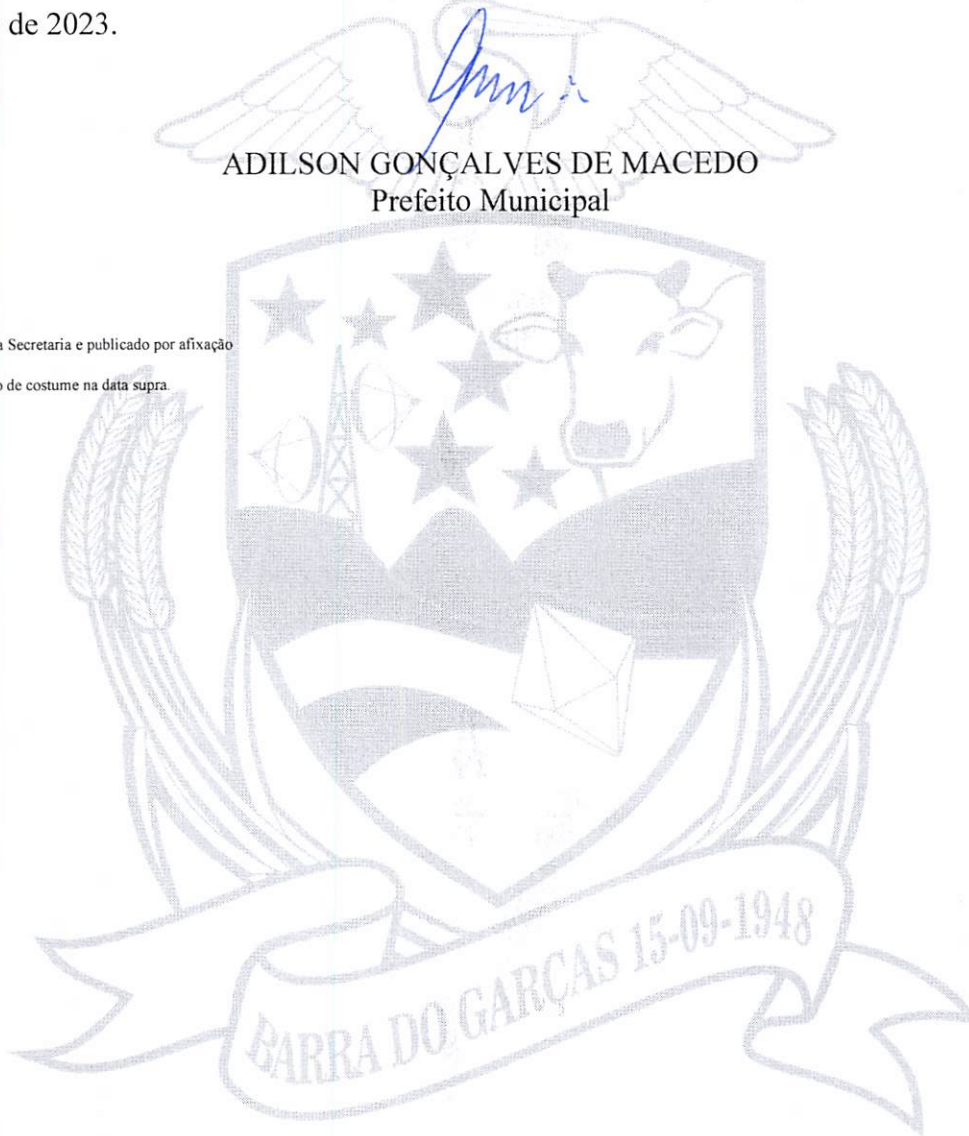 de 2023.
ADILSON GONÇALVES DE MACEDO
Prefeito Municipal
a Secretaria e publicado por afixação
o de costume na data supra.
BARRA DO GARÇAS 15-09-1948